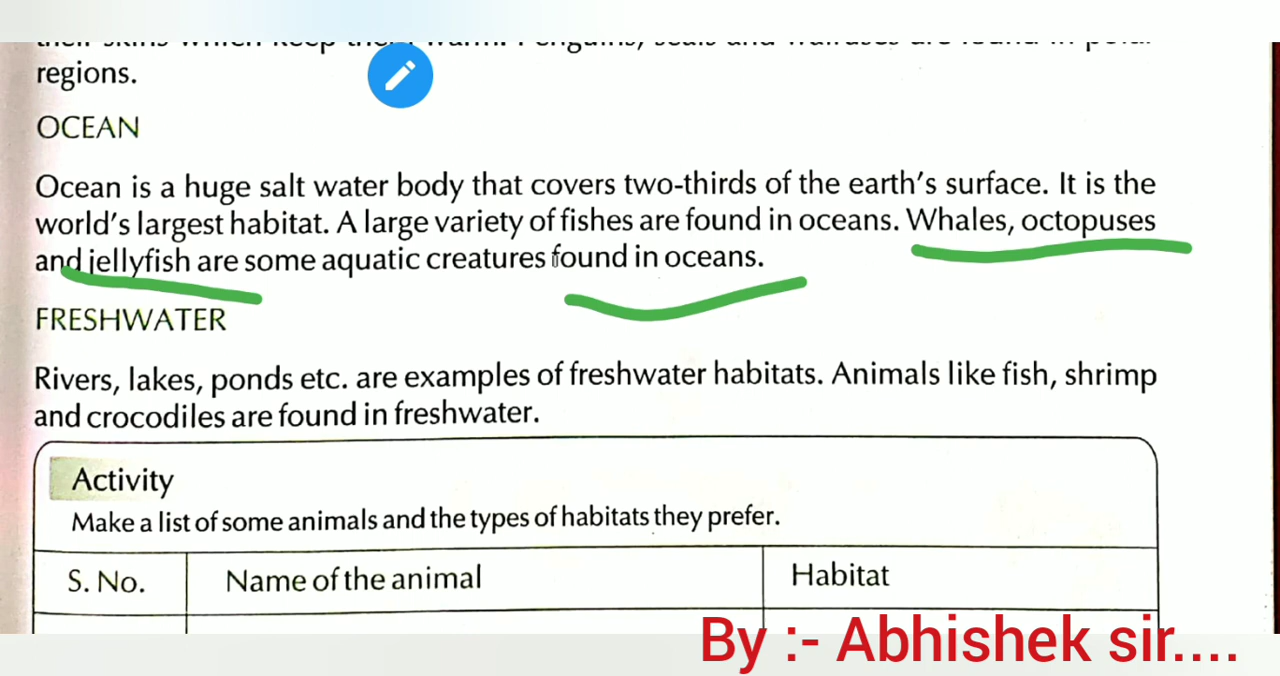 regions.
OCEAN
Ocean is a huge salt water body that covers two-thirds of the earth's surface. It is the
world's largest habitat. A large variety of fishes are found in oceans. Whales, octopuses
and jellyfish are some aquatic creatures found in oceans.
FRESHWATER
Rivers, lakes, ponds etc. are examples of freshwater habitats. Animals like fish, shrimp
and crocodiles are found in freshwater.
Activity
Make a list of some animals and the types of habitats they prefer.
S. No. Name of the animal Habitat
By :- Abhishek sir....